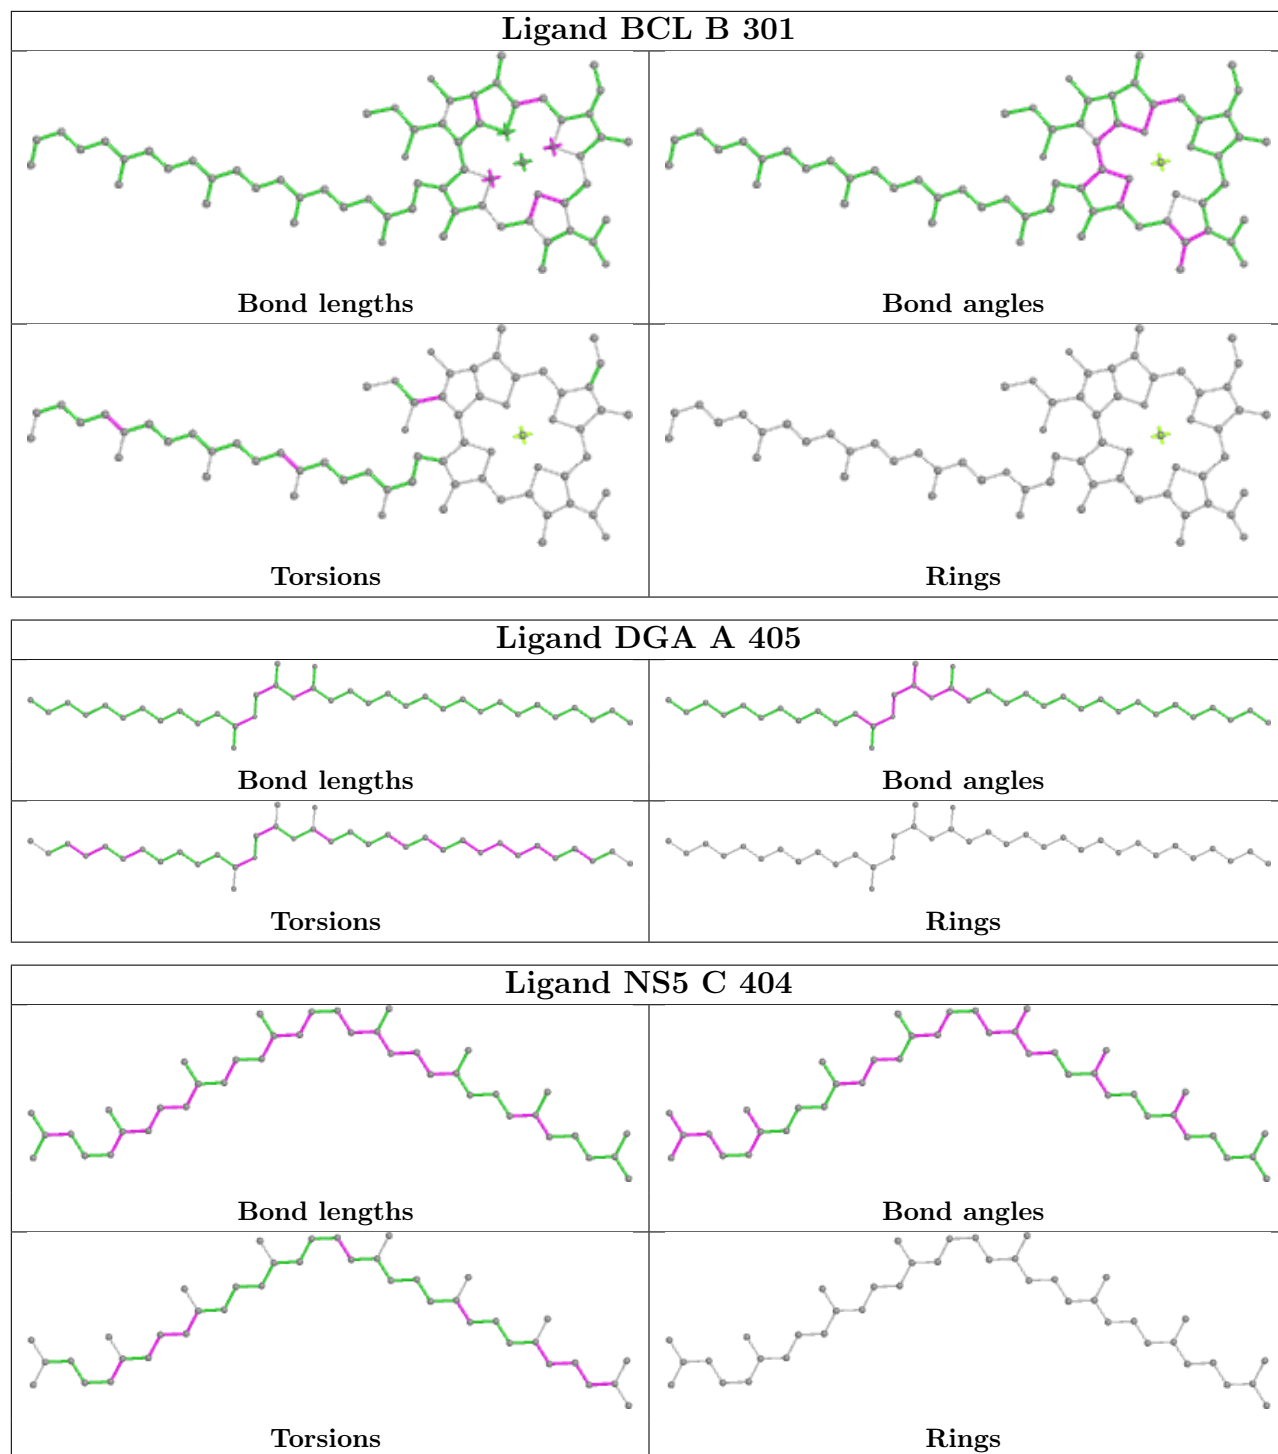 Ligand BCL B 301
Bond lengths
Bond angles
Torsions
Rings
Ligand DGA A 405
Bond lengths
Bond angles
Torsions
Rings
Ligand NS5 C 404
Bond lengths
Bond angles
Torsions
Rings